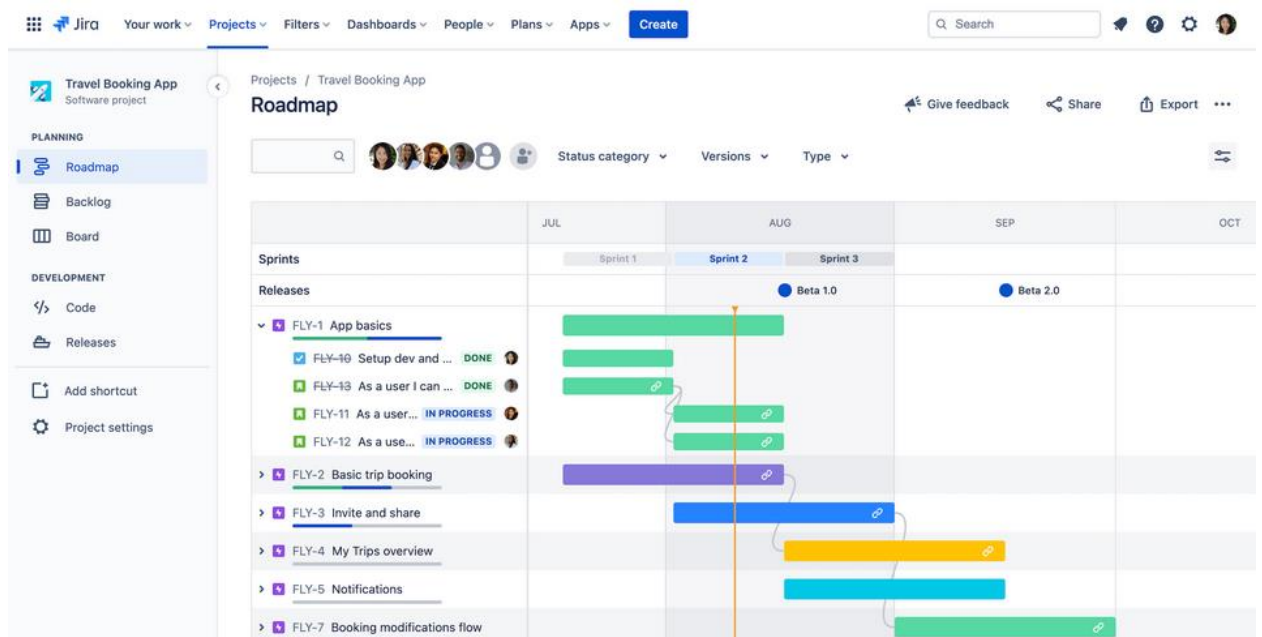 Jira Your work Projects Filters Dashboards People Plans Apps Create Search
Travel Booking App
Software project
PLANNING
Roadmap
Backlog
Board
DEVELOPMENT
Code
Releases
Add shortcut
Project settings
Projects / Travel Booking App
Roadmap
Give feedback Share Export
Status category Versions Type
JUL AUG SEP OCT
Sprints Sprint 1 Sprint 2 Sprint 3
Releases Beta 1.0 Beta 2.0
FLY-1 App basics
FLY-10 Setup dev and ... DONE
FLY-13 As a user I can ... DONE
FLY-11 As a user... IN PROGRESS
FLY-12 As a use... IN PROGRESS
FLY-2 Basic trip booking
FLY-3 Invite and share
FLY-4 My Trips overview
FLY-5 Notifications
FLY-7 Booking modifications flow